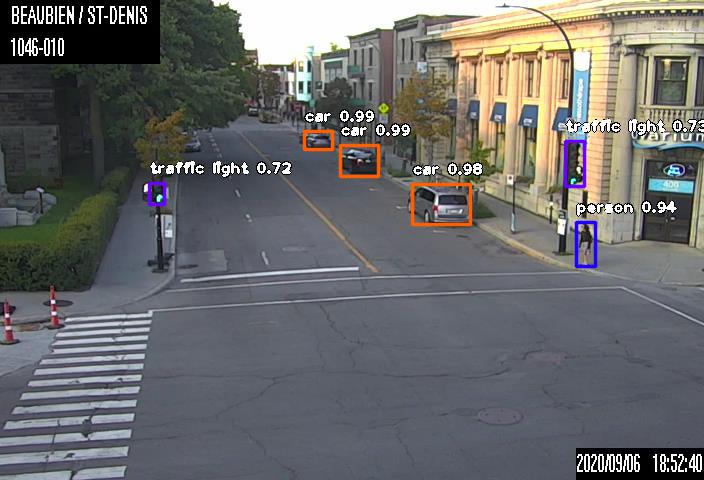 BEAUBIEN / ST-DENIS
1046-010
car 0.99
car 0.99
traffic light 0.73
traffic light 0.72
car 0.98
400
person 0.94
2020/09/06 18:52:40